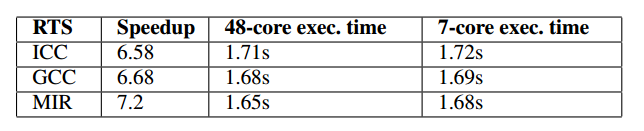 RTS Speedup 48-core exec. time 7-core exec. time
ICC 6.58 1.71s 1.72s
GCC 6.68 1.68s 1.69s
MIR 7.2 1.65s 1.68s